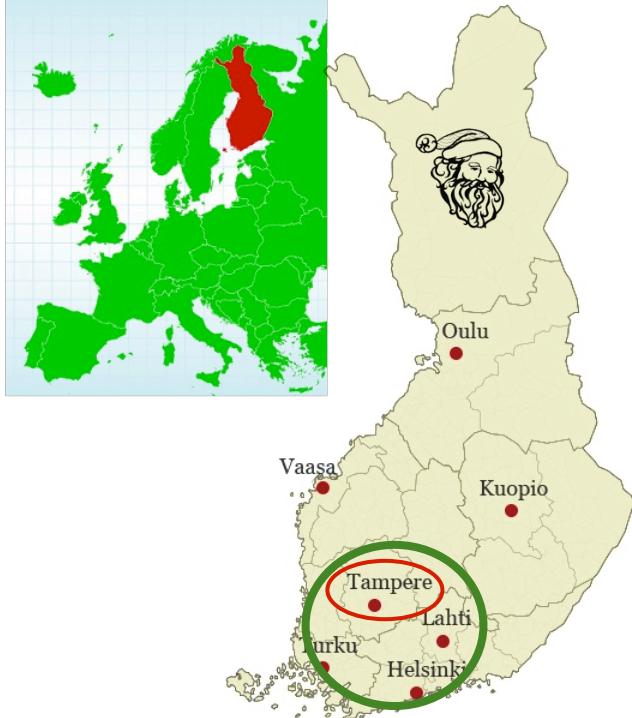 Oulu
Vaasa
Kuopio
Tampere
Lahti
Turku
Helsinki